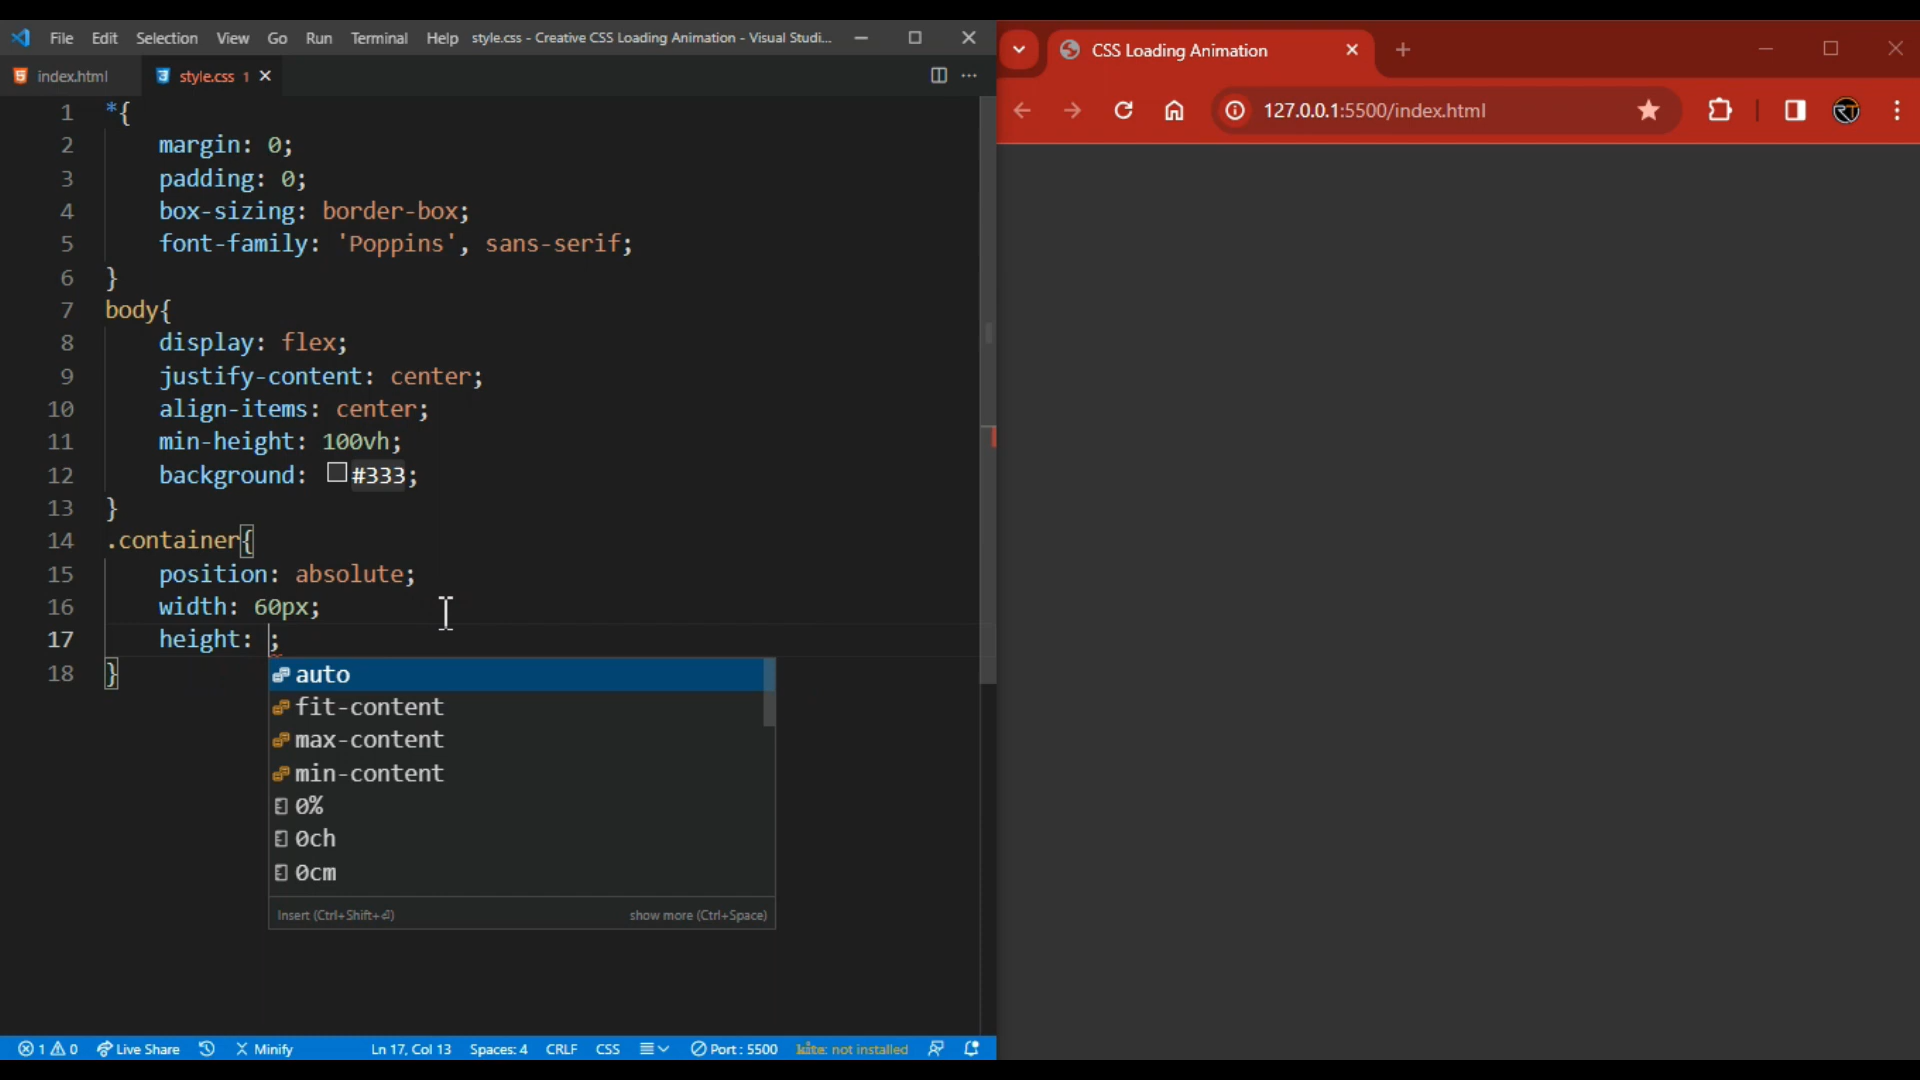 File Edit Selection View Go Run Terminal Help style.css - Creative CSS Loading Animation - Visual Studi...
index.html style.css 1
1 *{
2 margin: 0;
3 padding: 0;
4 box-sizing: border-box;
5 font-family: 'Poppins', sans-serif;
6 }
7 body{
8 display: flex;
9 justify-content: center;
10 align-items: center;
11 min-height: 100vh;
12 background: #333;
13 }
14 .container{
15 position: absolute;
16 width: 60px;
17 height: ;
18 }
auto
fit-content
max-content
min-content
0%
0ch
0cm
Insert (Ctrl+Shift+⏎) show more (Ctrl+Space)
1 0 Live Share Minify Ln 17, Col 13 Spaces: 4 CRLF CSS Port : 5500 kite: not installed
CSS Loading Animation
127.0.0.1:5500/index.html
RT